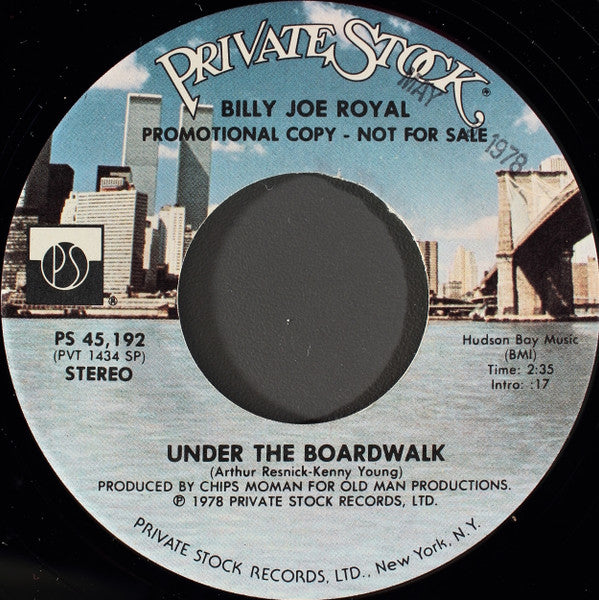 PRIVATE STOCK®
BILLY JOE ROYAL
PROMOTIONAL COPY - NOT FOR SALE
MAY 1978
PS
®
PS 45,192
(PVT 1434 SP)
STEREO
Hudson Bay Music
(BMI)
Time: 2:35
Intro: :17
UNDER THE BOARDWALK
(Arthur Resnick-Kenny Young)
PRODUCED BY CHIPS MOMAN FOR OLD MAN PRODUCTIONS.
℗ 1978 PRIVATE STOCK RECORDS, LTD.
PRIVATE STOCK RECORDS, LTD., New York, N.Y.